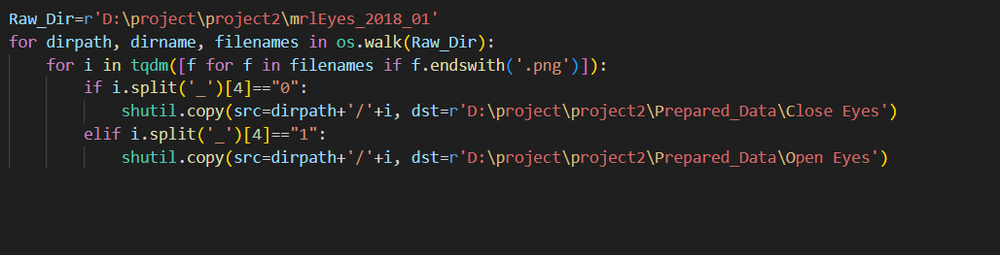 Raw_Dir=r'D:\project\project2\mrlEyes_2018_01'
for dirpath, dirname, filenames in os.walk(Raw_Dir):
    for i in tqdm([f for f in filenames if f.endswith('.png')]):
        if i.split('_')[4]=="0":
            shutil.copy(src=dirpath+'/'+i, dst=r'D:\project\project2\Prepared_Data\Close Eyes')
        elif i.split('_')[4]=="1":
            shutil.copy(src=dirpath+'/'+i, dst=r'D:\project\project2\Prepared_Data\Open Eyes')